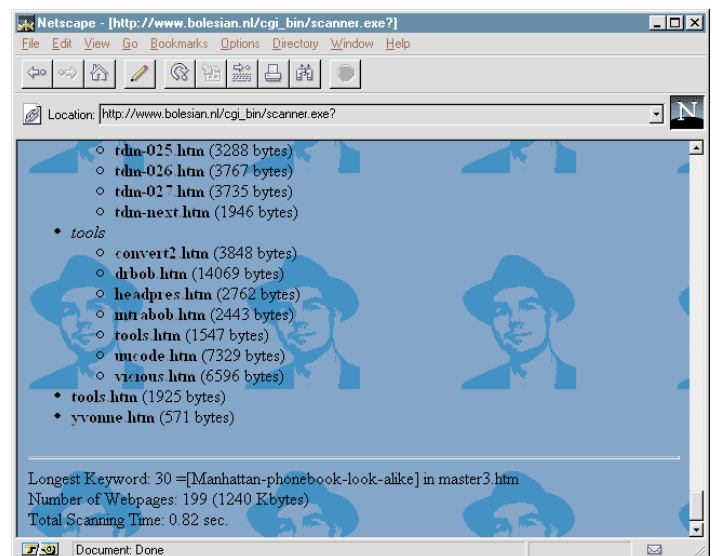 Netscape - [http://www.bolesian.nl/cgi_bin/scanner.exe?]
File Edit View Go Bookmarks Options Directory Window Help
Location: http://www.bolesian.nl/cgi_bin/scanner.exe?
N
tdm-025.htm (3288 bytes)
tdm-026.htm (3767 bytes)
tdm-027.htm (3735 bytes)
tdm-next.htm (1946 bytes)
tools
convert2.htm (3848 bytes)
drbob.htm (14069 bytes)
headpres.htm (2762 bytes)
mtrabob.htm (2443 bytes)
tools.htm (1547 bytes)
uucode.htm (7329 bytes)
vicious.htm (6596 bytes)
tools.htm (1925 bytes)
yvonne.htm (571 bytes)
Longest Keyword: 30 =[Manhattan-phonebook-look-alike] in master3.htm
Number of Webpages: 199 (1240 Kbytes)
Total Scanning Time: 0.82 sec.
Document: Done